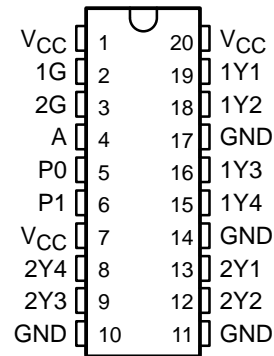 VCC 1 20 VCC
1G 2 19 1Y1
2G 3 18 1Y2
A 4 17 GND
P0 5 16 1Y3
P1 6 15 1Y4
VCC 7 14 GND
2Y4 8 13 2Y1
2Y3 9 12 2Y2
GND 10 11 GND